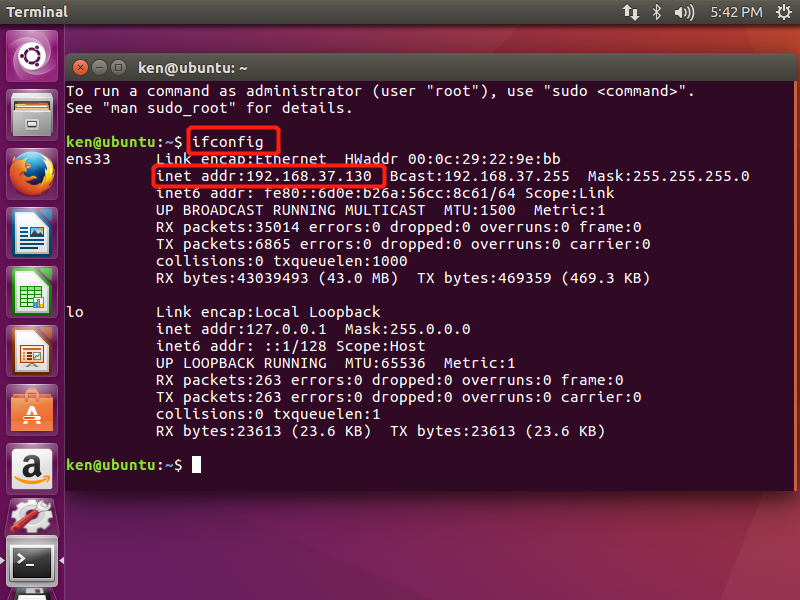 Terminal
5:42 PM
ken@ubuntu: ~
To run a command as administrator (user "root"), use "sudo <command>".
See "man sudo_root" for details.
ken@ubuntu:~$ ifconfig
ens33     Link encap:Ethernet  HWaddr 00:0c:29:22:9e:bb
          inet addr:192.168.37.130  Bcast:192.168.37.255  Mask:255.255.255.0
          inet6 addr: fe80::6d0e:b26a:56cc:8c61/64 Scope:Link
          UP BROADCAST RUNNING MULTICAST  MTU:1500  Metric:1
          RX packets:35014 errors:0 dropped:0 overruns:0 frame:0
          TX packets:6865 errors:0 dropped:0 overruns:0 carrier:0
          collisions:0 txqueuelen:1000
          RX bytes:43039493 (43.0 MB)  TX bytes:469359 (469.3 KB)
lo        Link encap:Local Loopback
          inet addr:127.0.0.1  Mask:255.0.0.0
          inet6 addr: ::1/128 Scope:Host
          UP LOOPBACK RUNNING  MTU:65536  Metric:1
          RX packets:263 errors:0 dropped:0 overruns:0 frame:0
          TX packets:263 errors:0 dropped:0 overruns:0 carrier:0
          collisions:0 txqueuelen:1
          RX bytes:23613 (23.6 KB)  TX bytes:23613 (23.6 KB)
ken@ubuntu:~$